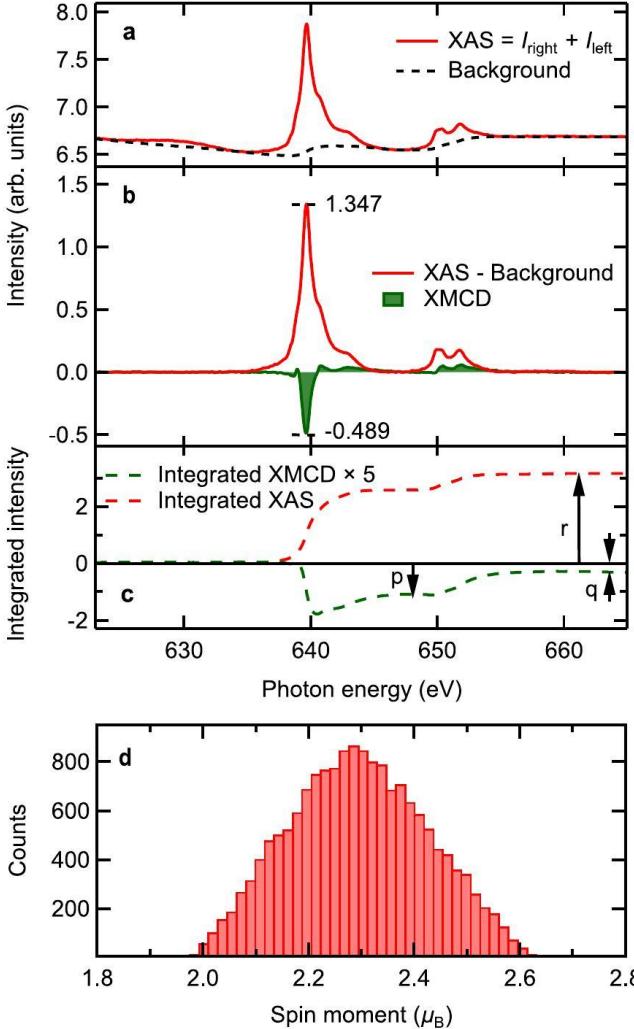 a
8.0
7.5
7.0
6.5
XAS = Iright + Ileft
Background
Intensity (arb. units)
b
1.5
1.0
0.5
0.0
-0.5
1.347
XAS - Background
XMCD
-0.489
Integrated intensity
2
0
-2
Integrated XMCD × 5
Integrated XAS
r
p
q
c
630
640
650
660
Photon energy (eV)
d
Counts
800
600
400
200
1.8
2.0
2.2
2.4
2.6
2.8
Spin moment (μB)